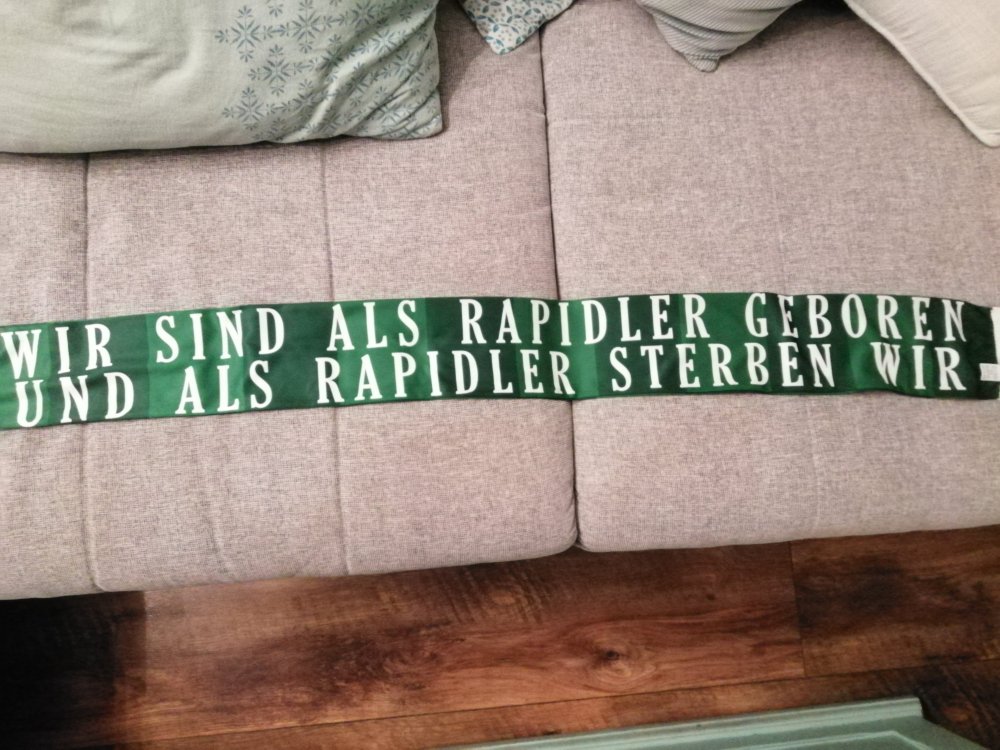 WIR SIND ALS RAPIDLER GEBOREN
UND ALS RAPIDLER STERBEN WIR